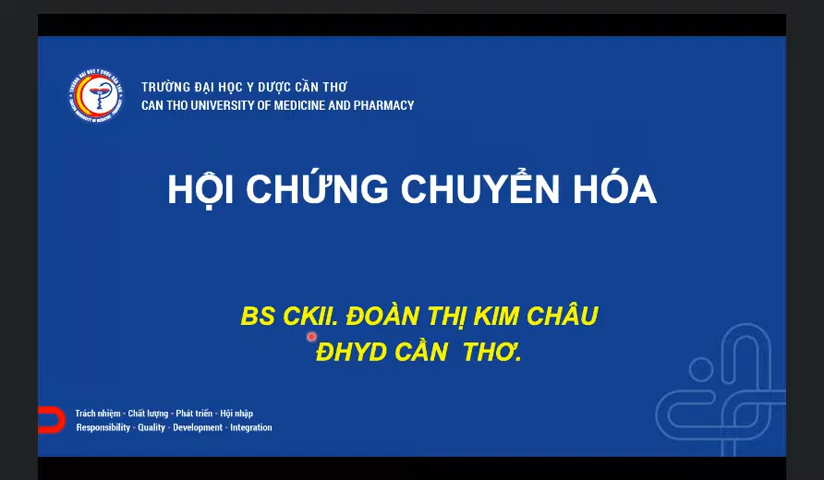 TRƯỜNG ĐẠI HỌC Y DƯỢC CẦN THƠ
CAN THO UNIVERSITY OF MEDICINE AND PHARMACY
HỘI CHỨNG CHUYỂN HÓA
BS CKII. ĐOÀN THỊ KIM CHÂU
ĐHYD CẦN THƠ.
Trách nhiệm - Chất lượng - Phát triển - Hội nhập
Responsibility - Quality - Development - Integration